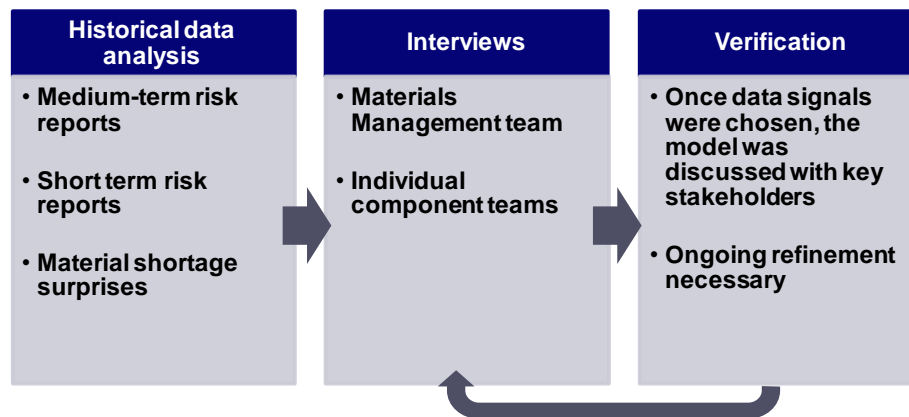 Historical data
analysis
• Medium-term risk
reports
• Short term risk
reports
• Material shortage
surprises
Interviews
• Materials
Management team
• Individual
component teams
Verification
• Once data signals
were chosen, the
model was
discussed with key
stakeholders
• Ongoing refinement
necessary